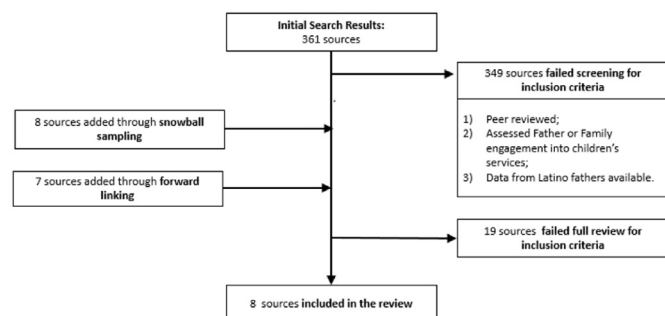 Initial Search Results:
361 sources
349 sources failed screening for
inclusion criteria
8 sources added through snowball
sampling
1) Peer reviewed;
2) Assessed Father or Family
engagement into children's
services;
3) Data from Latino fathers available.
7 sources added through forward
linking
19 sources failed full review for
inclusion criteria
8 sources included in the review